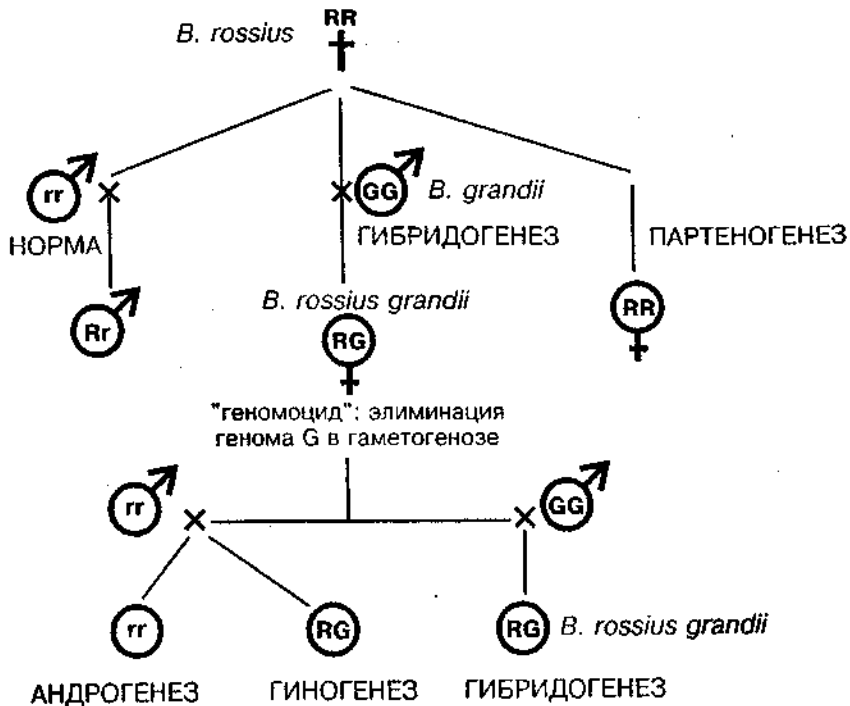 RR
B. rossius
rr
GG
B. grandii
НОРМА
ГИБРИДОГЕНЕЗ
ПАРТЕНОГЕНЕЗ
B. rossius grandii
Rr
RG
RR
"геномоцид": элиминация
генома G в гаметогенозе
rr
GG
rr
RG
RG B. rossius grandii
АНДРОГЕНЕЗ ГИНОГЕНЕЗ ГИБРИДОГЕНЕЗ